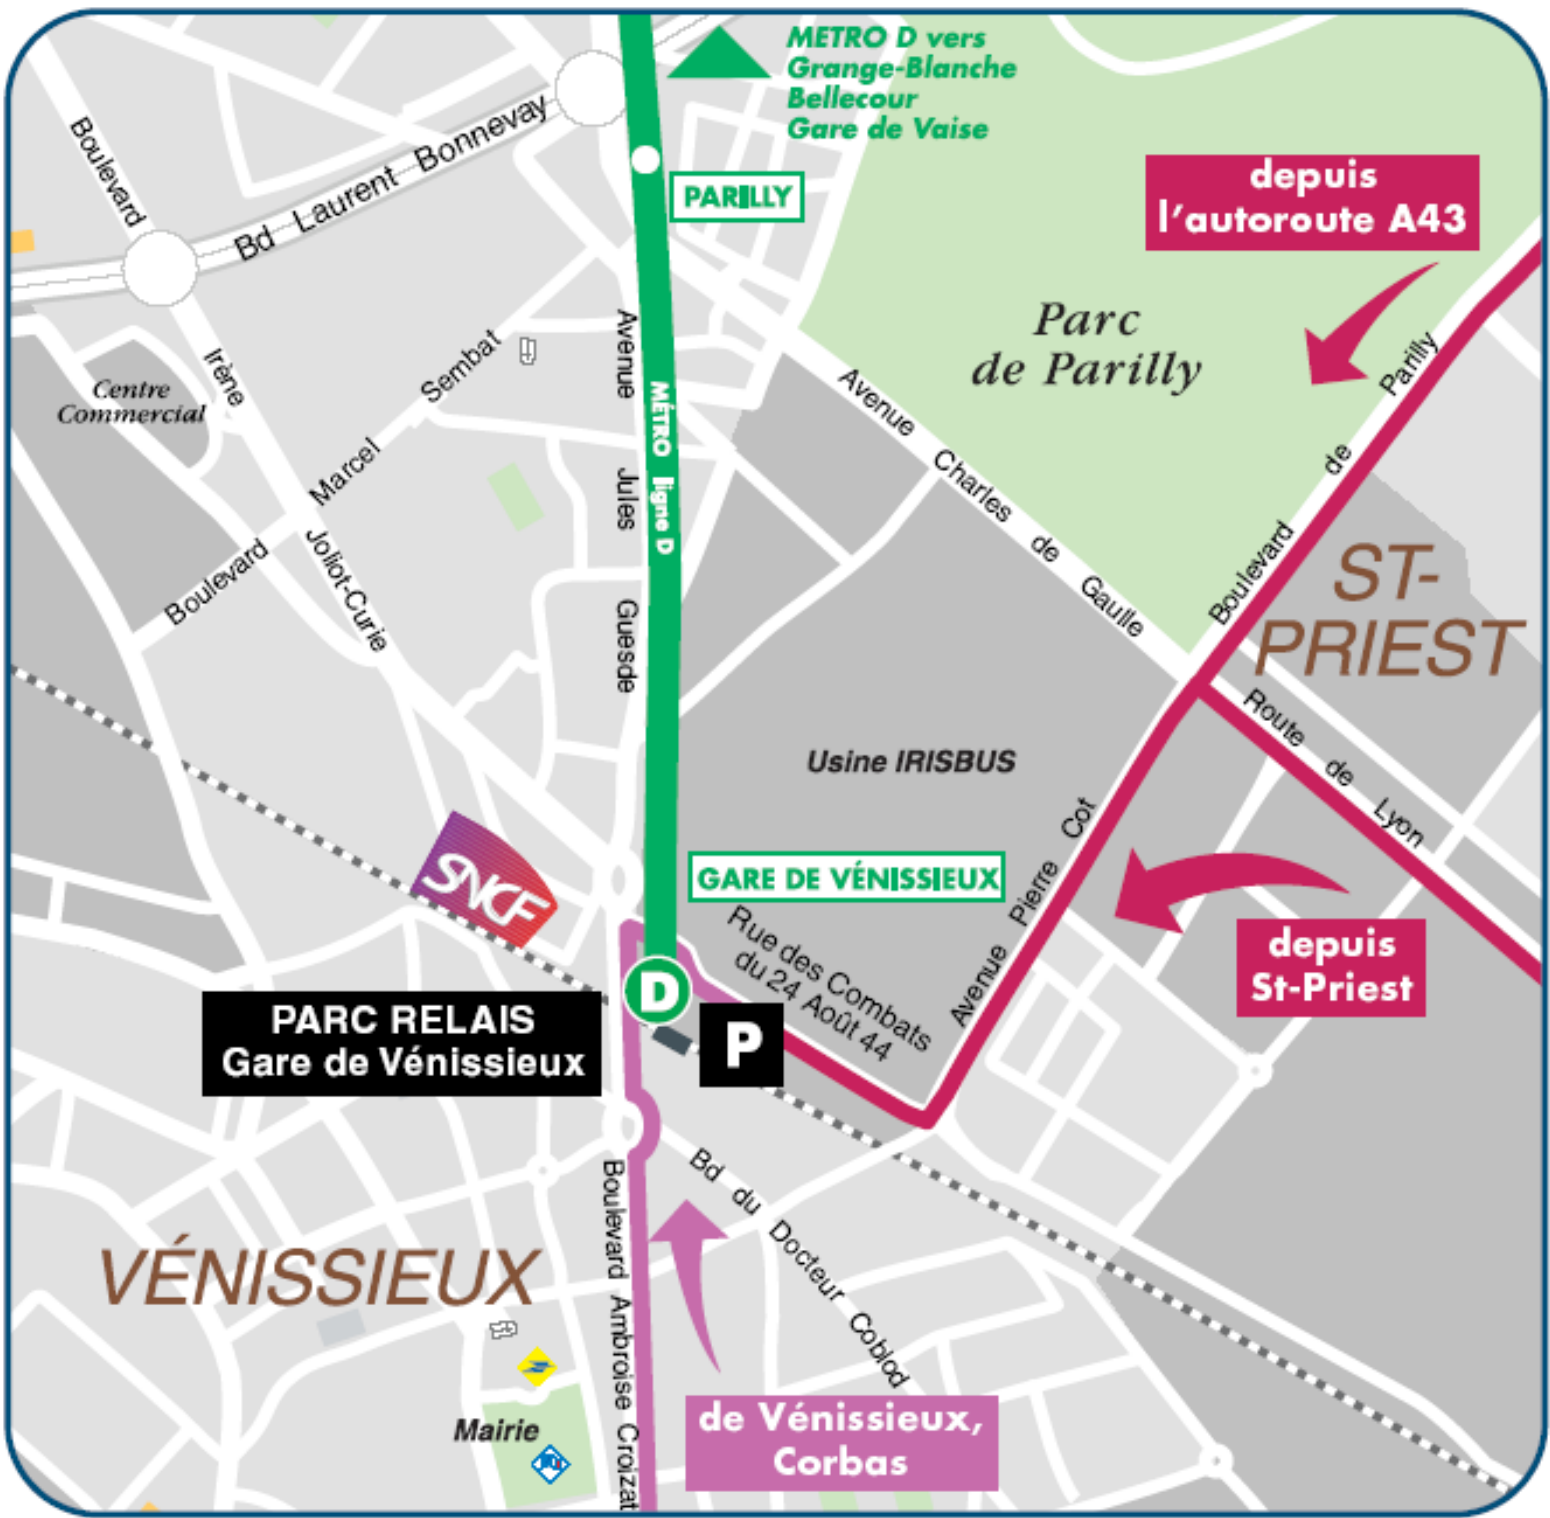 METRO D vers
Grange-Blanche
Bellecour
Gare de Vaise
PARILLY
depuis
l'autoroute A43
Boulevard
Bd Laurent Bonnevay
Irène
Joliot-Curie
Centre
Commercial
Boulevard Marcel Sembat
Avenue Jules Guesde
MÉTRO ligne D
Parc
de Parilly
Avenue Charles de Gaulle
Boulevard de Parilly
ST-
PRIEST
Route de Lyon
Usine IRISBUS
Avenue Pierre Cot
SNCF
GARE DE VÉNISSIEUX
Rue des Combats
du 24 Août 44
depuis
St-Priest
D
P
PARC RELAIS
Gare de Vénissieux
Bd du Docteur Coblod
Boulevard Ambroise Croizat
VÉNISSIEUX
Mairie
de Vénissieux,
Corbas